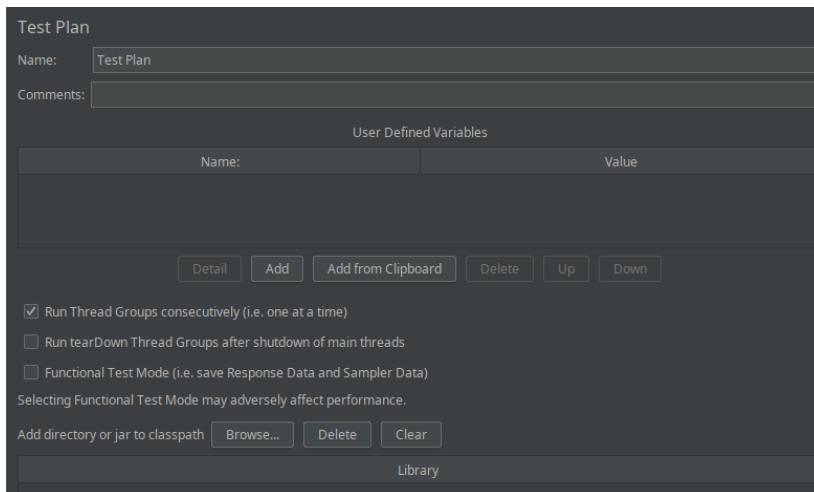 Test Plan
Name: Test Plan
Comments:
User Defined Variables
Name: Value
Detail Add Add from Clipboard Delete Up Down
Run Thread Groups consecutively (i.e. one at a time)
Run tearDown Thread Groups after shutdown of main threads
Functional Test Mode (i.e. save Response Data and Sampler Data)
Selecting Functional Test Mode may adversely affect performance.
Add directory or jar to classpath Browse... Delete Clear
Library